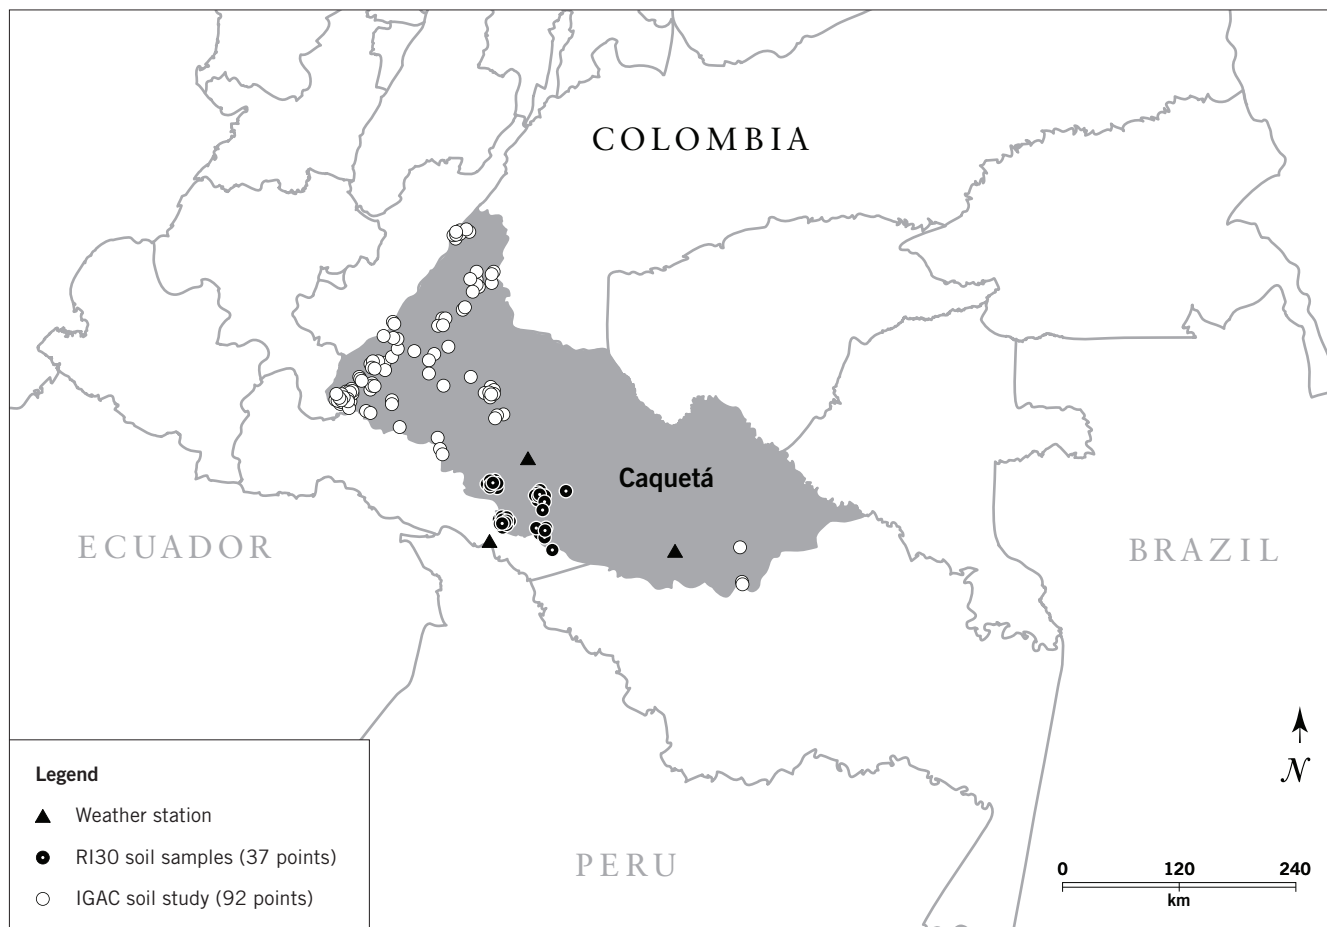 COLOMBIA
Caquetá
ECUADOR
BRAZIL
PERU
N
Legend
Weather station
RI30 soil samples (37 points)
IGAC soil study (92 points)
0 120 240
km